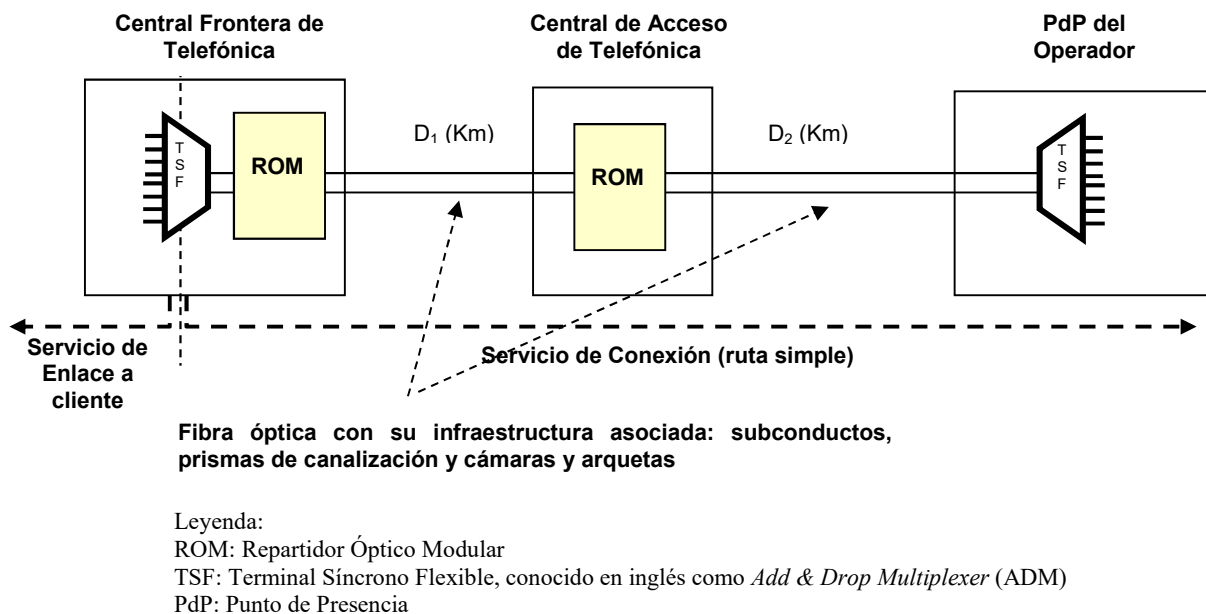 Central Frontera de
Telefónica
Central de Acceso
de Telefónica
PdP del
Operador
T
S
F
ROM
D₁ (Km)
ROM
D₂ (Km)
T
S
F
Servicio de
Enlace a
cliente
Servicio de Conexión (ruta simple)
Fibra óptica con su infraestructura asociada: subconductos,
prismas de canalización y cámaras y arquetas
Leyenda:
ROM: Repartidor Óptico Modular
TSF: Terminal Síncrono Flexible, conocido en inglés como Add & Drop Multiplexer (ADM)
PdP: Punto de Presencia